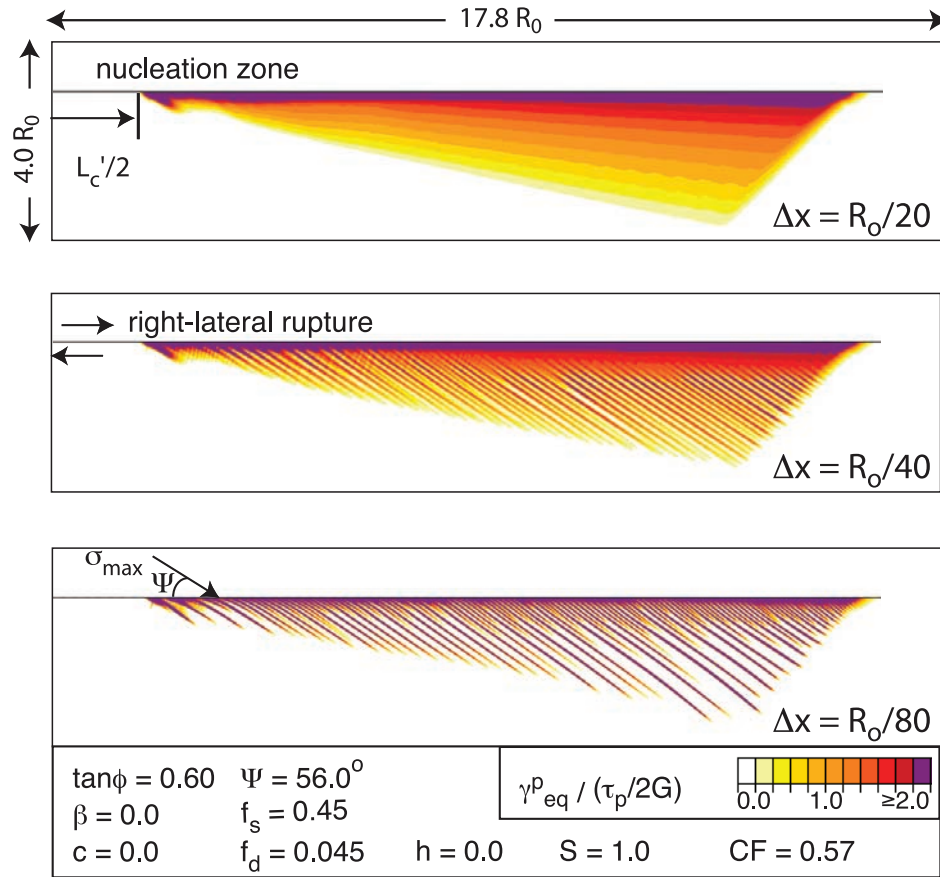 17.8 R₀
4.0 R₀
nucleation zone
L꜀'/2
Δx = Rₒ/20
right-lateral rupture
Δx = Rₒ/40
σmax
Ψ
Δx = Rₒ/80
tanϕ = 0.60 Ψ = 56.0°
β = 0.0 fₛ = 0.45
c = 0.0 f_d = 0.045 h = 0.0 S = 1.0 CF = 0.57
γᵖeq / (τₚ/2G)
0.0 1.0 ≥2.0